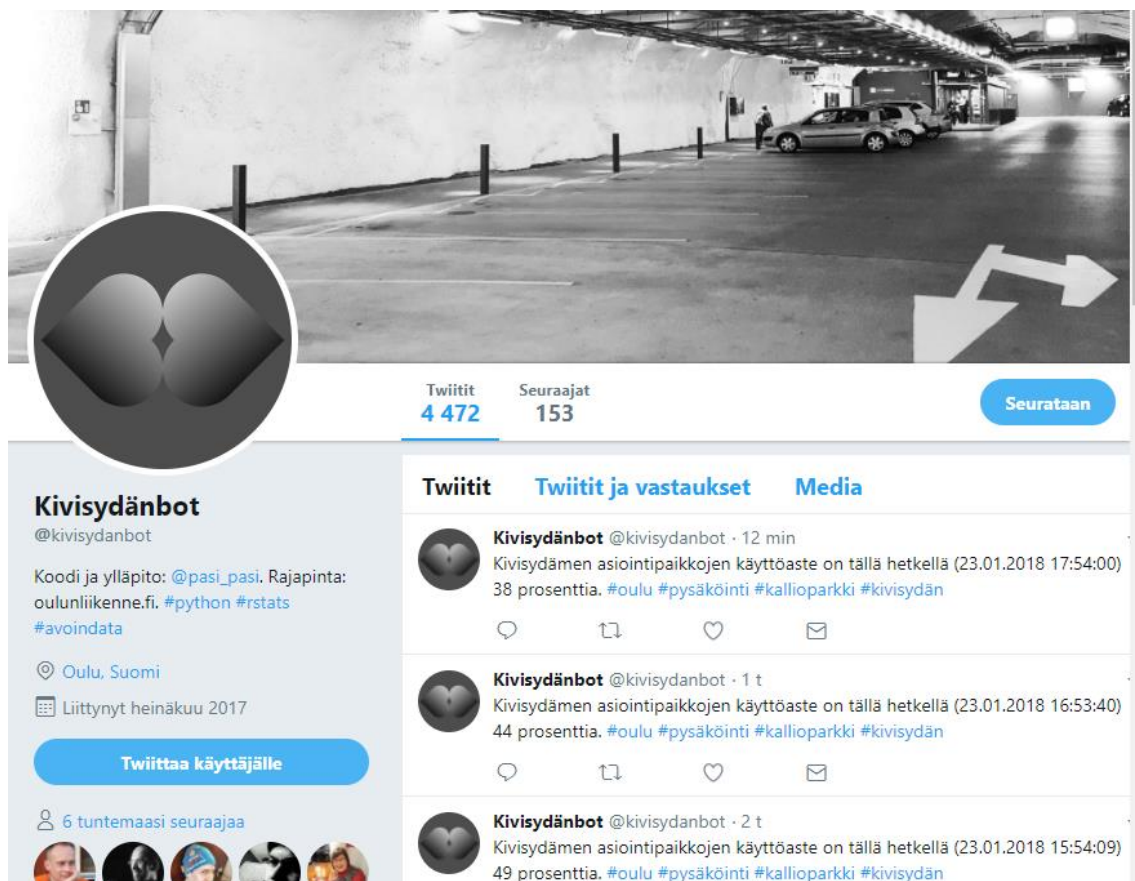 Twiitit
Seuraajat
4 472
153
Seurataan
Kivisydänbot
@kivisydanbot
Koodi ja ylläpito: @pasi_pasi. Rajapinta:
oulunliikenne.fi. #python #rstats
#avoindata
Oulu, Suomi
Liittynyt heinäkuu 2017
Twiittaa käyttäjälle
6 tuntemaasi seuraajaa
Twiitit
Twiitit ja vastaukset
Media
Kivisydänbot @kivisydanbot · 12 min
Kivisydämen asiointipaikkojen käyttöaste on tällä hetkellä (23.01.2018 17:54:00)
38 prosenttia. #oulu #pysäköinti #kallioparkki #kivisydän
Kivisydänbot @kivisydanbot · 1 t
Kivisydämen asiointipaikkojen käyttöaste on tällä hetkellä (23.01.2018 16:53:40)
44 prosenttia. #oulu #pysäköinti #kallioparkki #kivisydän
Kivisydänbot @kivisydanbot · 2 t
Kivisydämen asiointipaikkojen käyttöaste on tällä hetkellä (23.01.2018 15:54:09)
49 prosenttia. #oulu #pysäköinti #kallioparkki #kivisydän